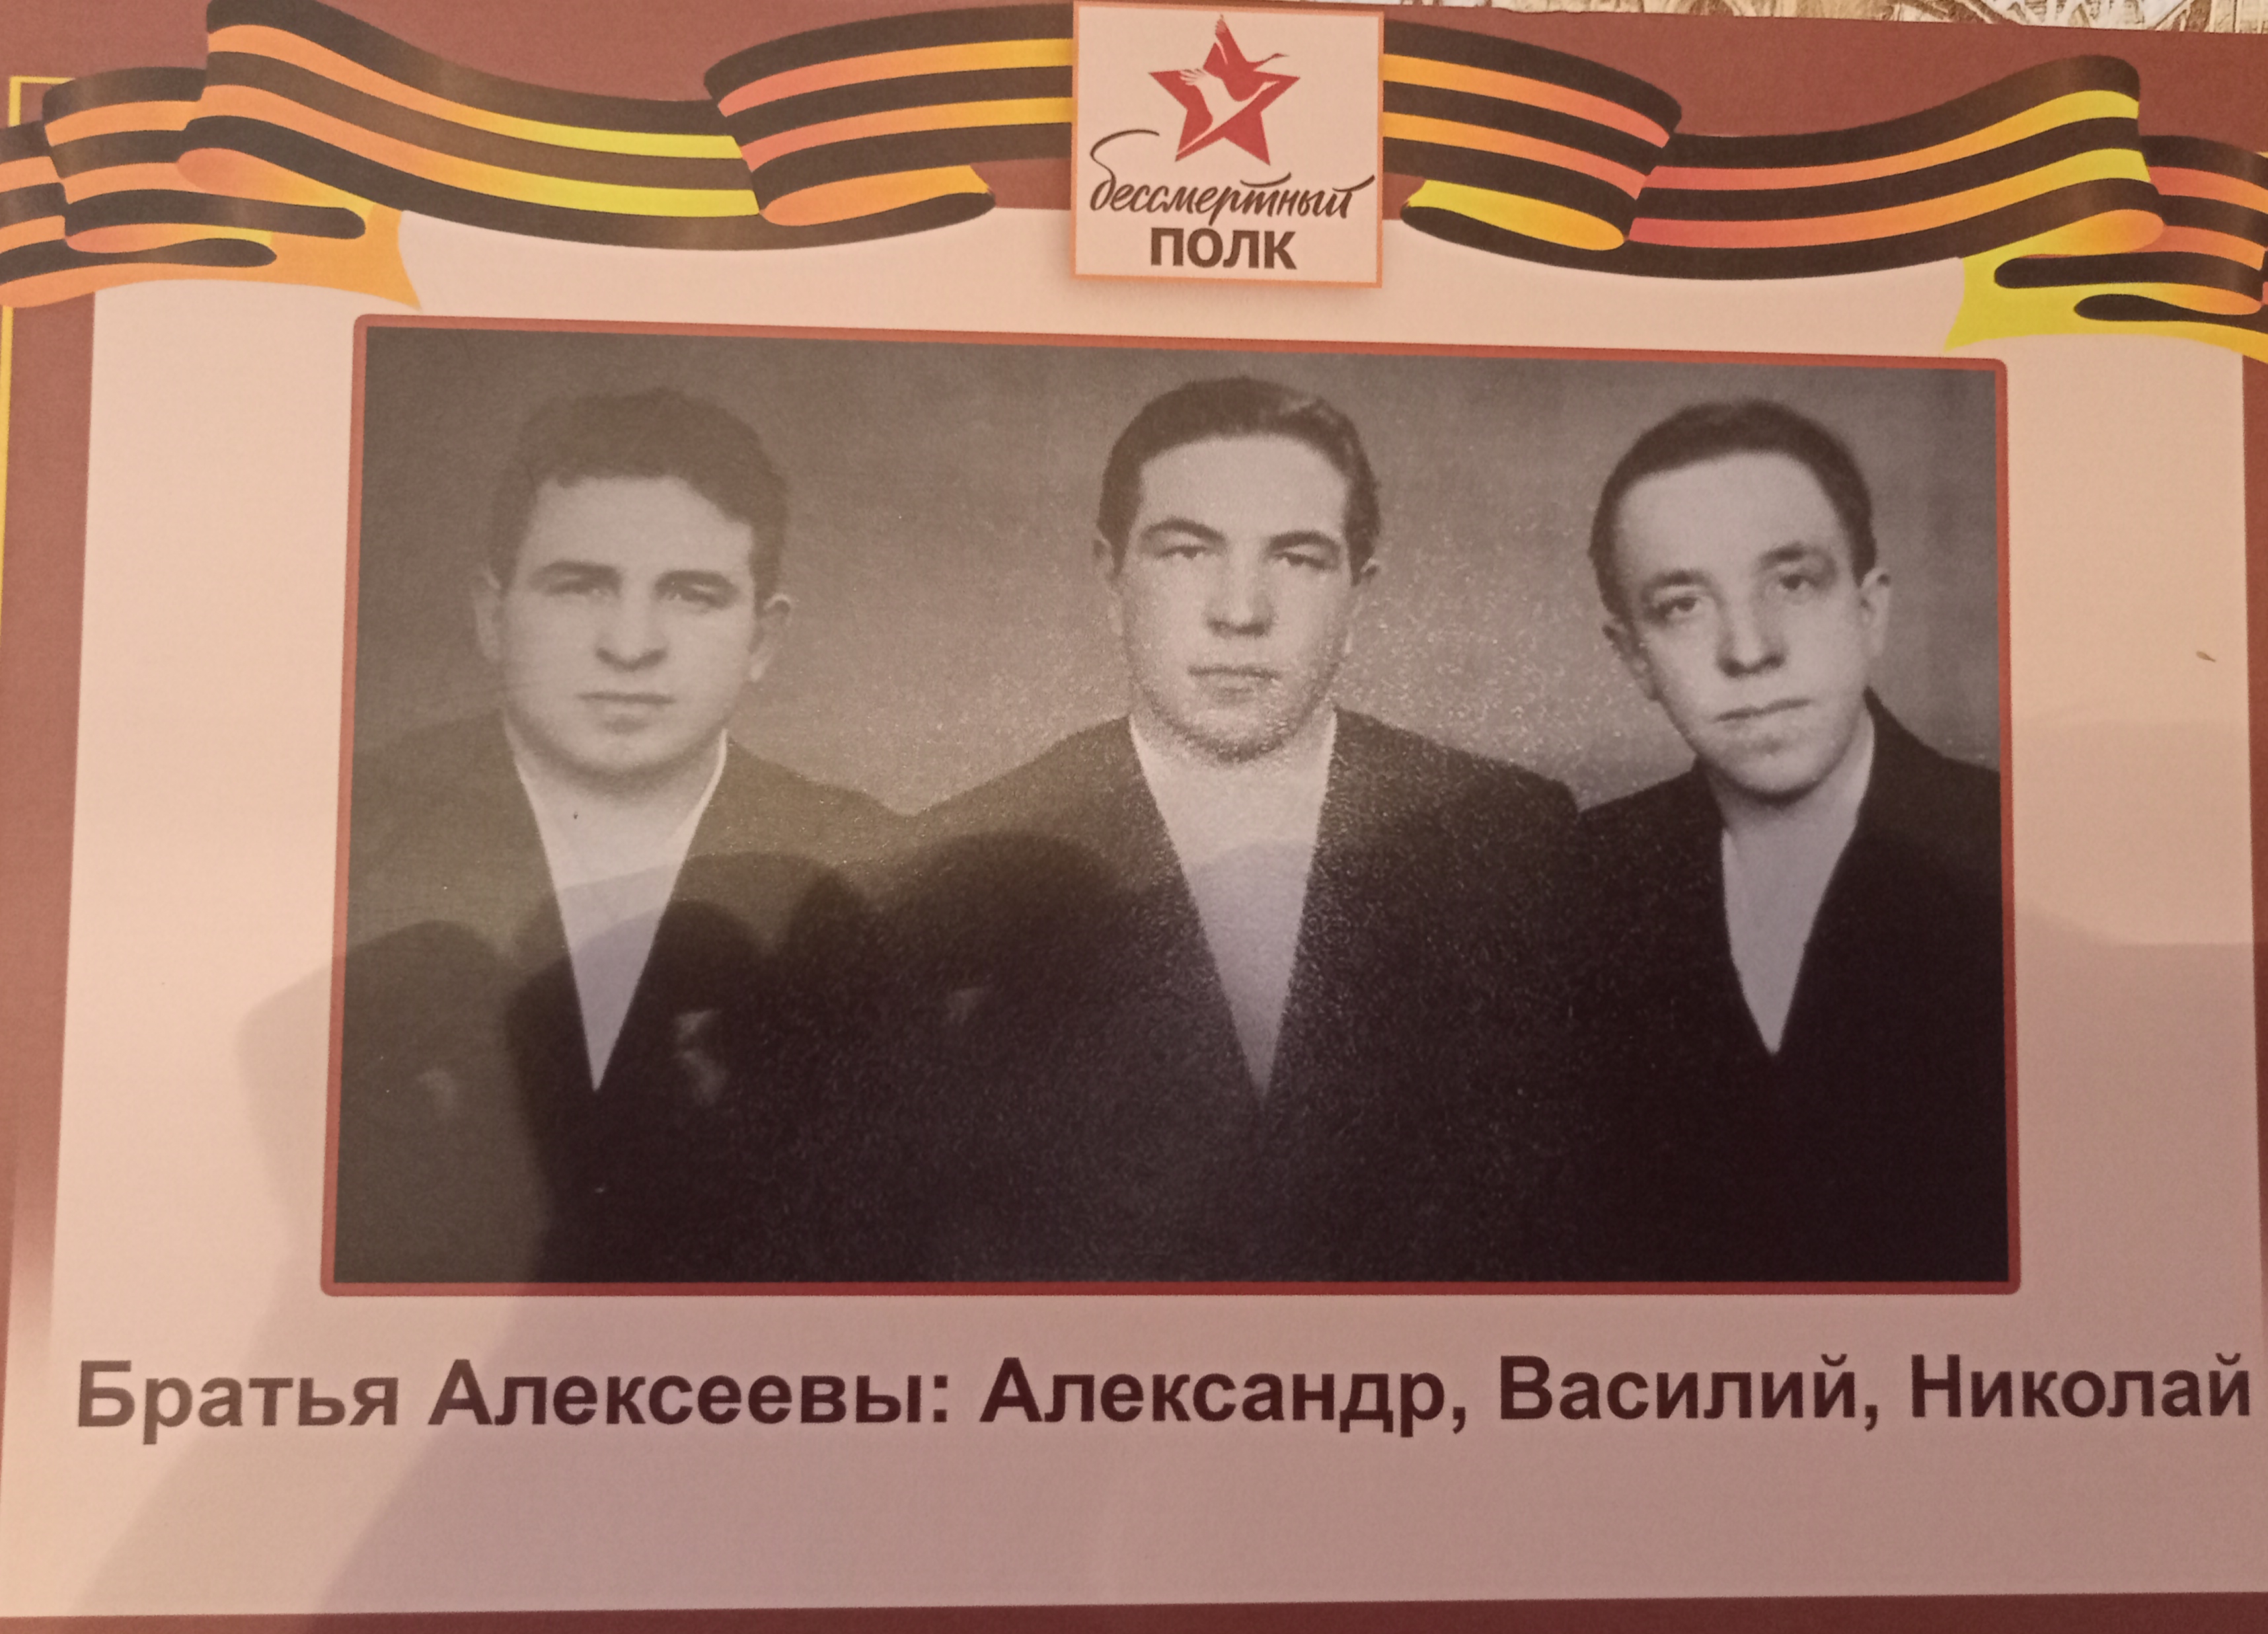 бессмертный
ПОЛК
Братья Алексеевы: Александр, Василий, Николай